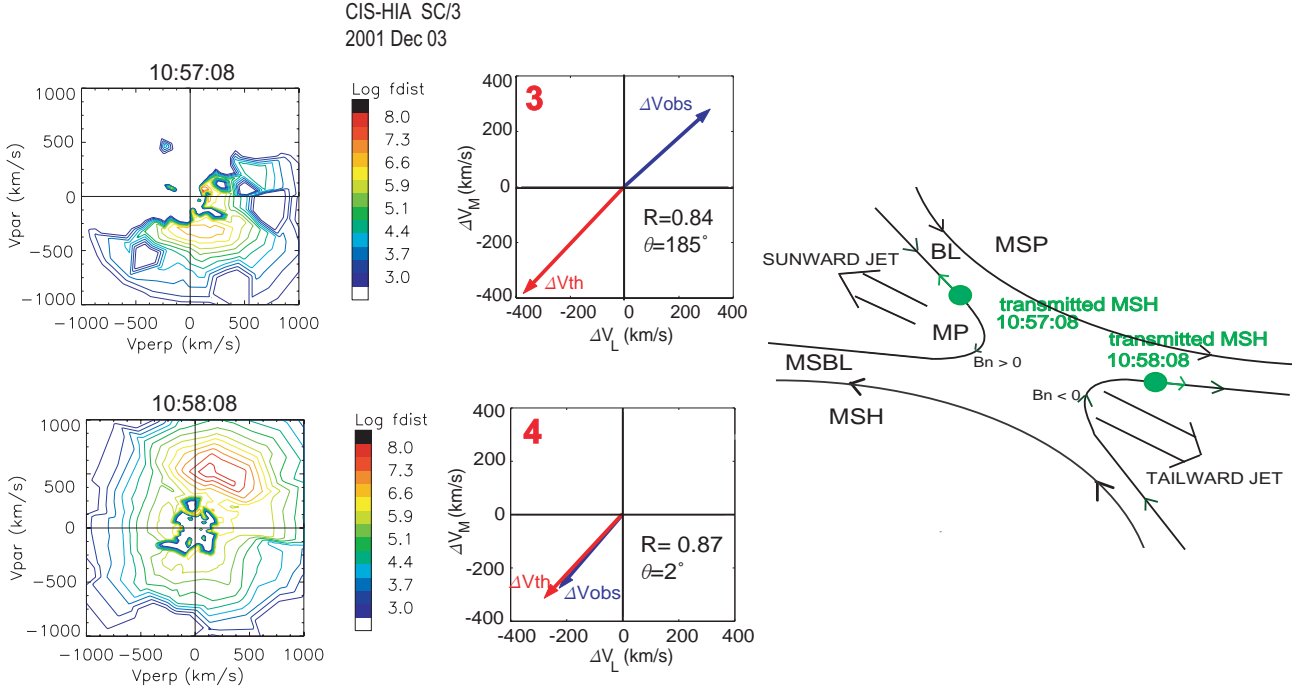 CIS-HIA SC/3
2001 Dec 03
10:57:08
1000
500
0
−500
−1000
Vpar (km/s)
−1000 −500 0 500 1000
Vperp (km/s)
Log fdist
8.0
7.3
6.6
5.9
5.1
4.4
3.7
3.0
3
400
200
0
-200
-400
ΔV_M (km/s)
ΔVobs
R=0.84
θ=185°
ΔVth
-400 -200 0 200 400
ΔV_L (km/s)
10:58:08
1000
500
0
−500
−1000
Vpar (km/s)
−1000 −500 0 500 1000
Vperp (km/s)
Log fdist
8.0
7.3
6.6
5.9
5.1
4.4
3.7
3.0
4
400
200
0
-200
-400
ΔV_M (km/s)
R= 0.87
θ=2°
ΔVth
ΔVobs
-400 -200 0 200 400
ΔV_L (km/s)
MSP
BL
SUNWARD JET
transmitted MSH
10:57:08
MP
transmitted MSH
10:58:08
MSBL
Bn > 0
Bn < 0
MSH
TAILWARD JET